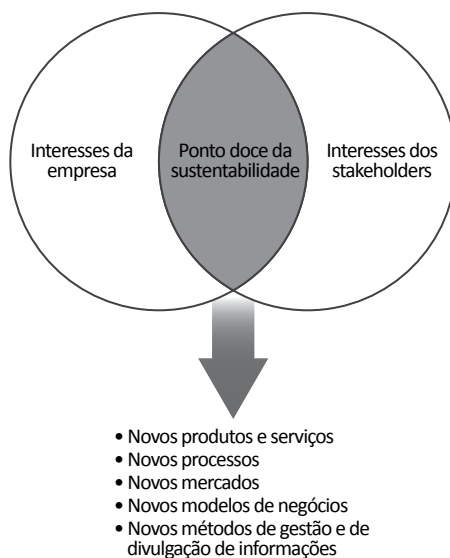 Interesses da
empresa
Ponto doce da
sustentabilidade
Interesses dos
stakeholders
• Novos produtos e serviços
• Novos processos
• Novos mercados
• Novos modelos de negócios
• Novos métodos de gestão e de
divulgação de informações